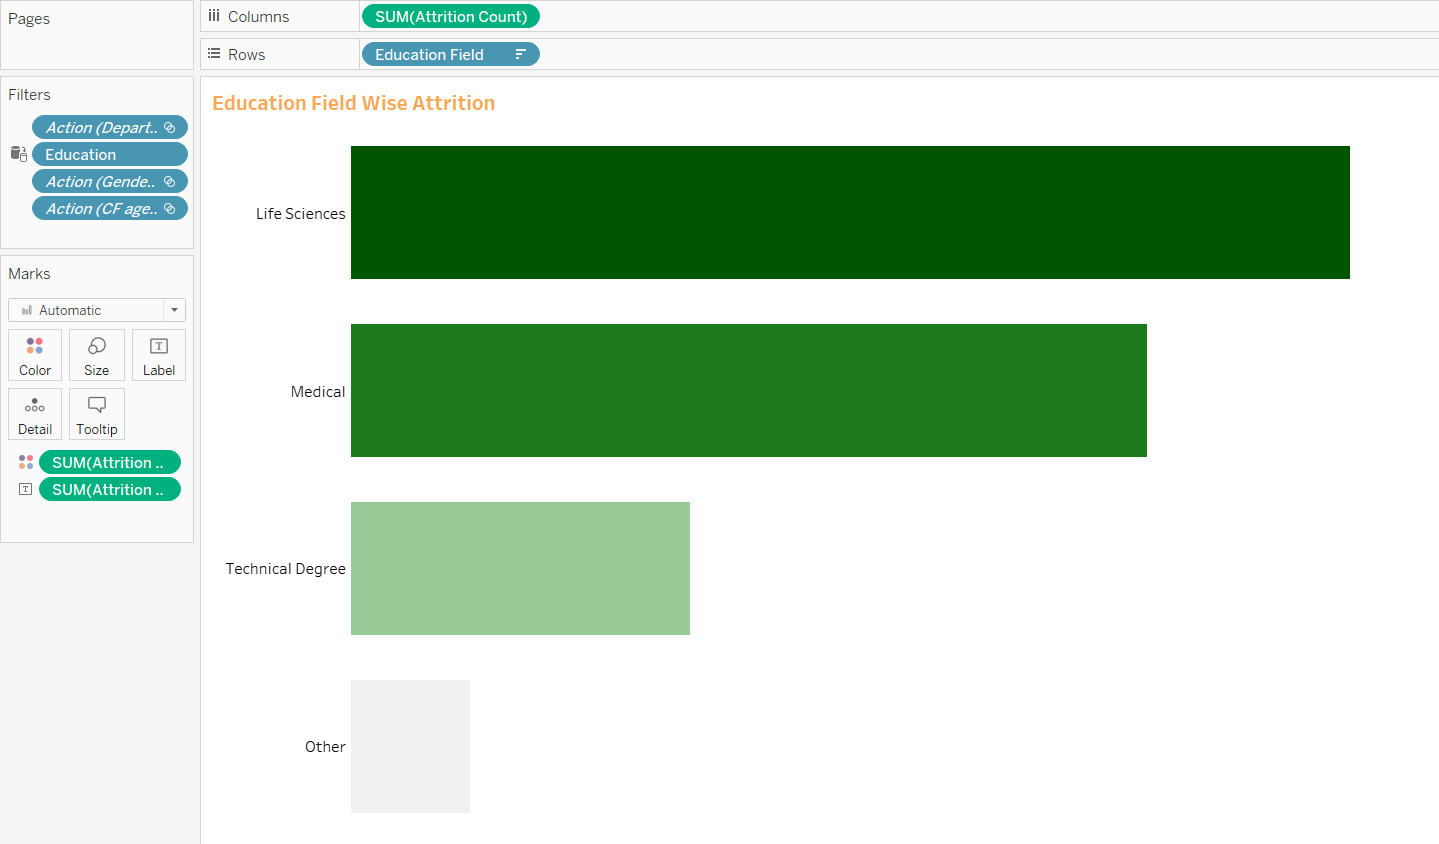 Pages
Columns
SUM(Attrition Count)
Rows
Education Field
Filters
Action (Depart..
Education
Action (Gende..
Action (CF age..
Marks
Automatic
Color
Size
T
Label
Detail
Tooltip
SUM(Attrition ..
T
SUM(Attrition ..
Education Field Wise Attrition
Life Sciences
Medical
Technical Degree
Other